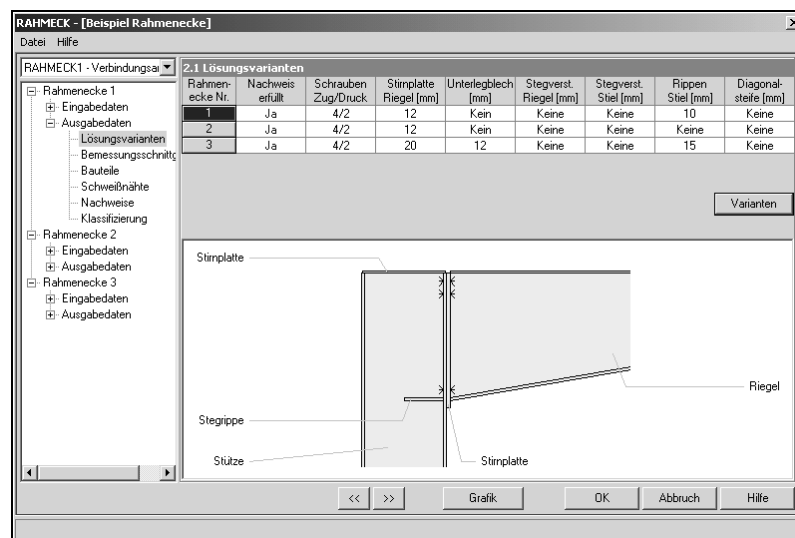 RAHMECK - [Beispiel Rahmenecke]
Datei Hilfe
RAHMECK1 - Verbindungsar
Rahmenecke 1
Eingabedaten
Ausgabedaten
Lösungsvarianten
Bemessungsschnittg
Bauteile
Schweißnähte
Nachweise
Klassifizierung
Rahmenecke 2
Eingabedaten
Ausgabedaten
Rahmenecke 3
Eingabedaten
Ausgabedaten
2.1 Lösungsvarianten
Rahmen- Nachweis Schrauben Stirnplatte Unterlegblech Stegverst. Stegverst. Rippen Diagonal-
ecke Nr. erfüllt Zug/Druck Riegel [mm] [mm] Riegel [mm] Stiel [mm] Stiel [mm] steife [mm]
1 Ja 4/2 12 Kein Keine Keine 10 Keine
2 Ja 4/2 12 Kein Keine Keine Keine Keine
3 Ja 4/2 20 12 Keine Keine 15 Keine
Varianten
Stirnplatte
Riegel
Stegrippe
Stütze
Stirnplatte
<< >> Grafik OK Abbruch Hilfe